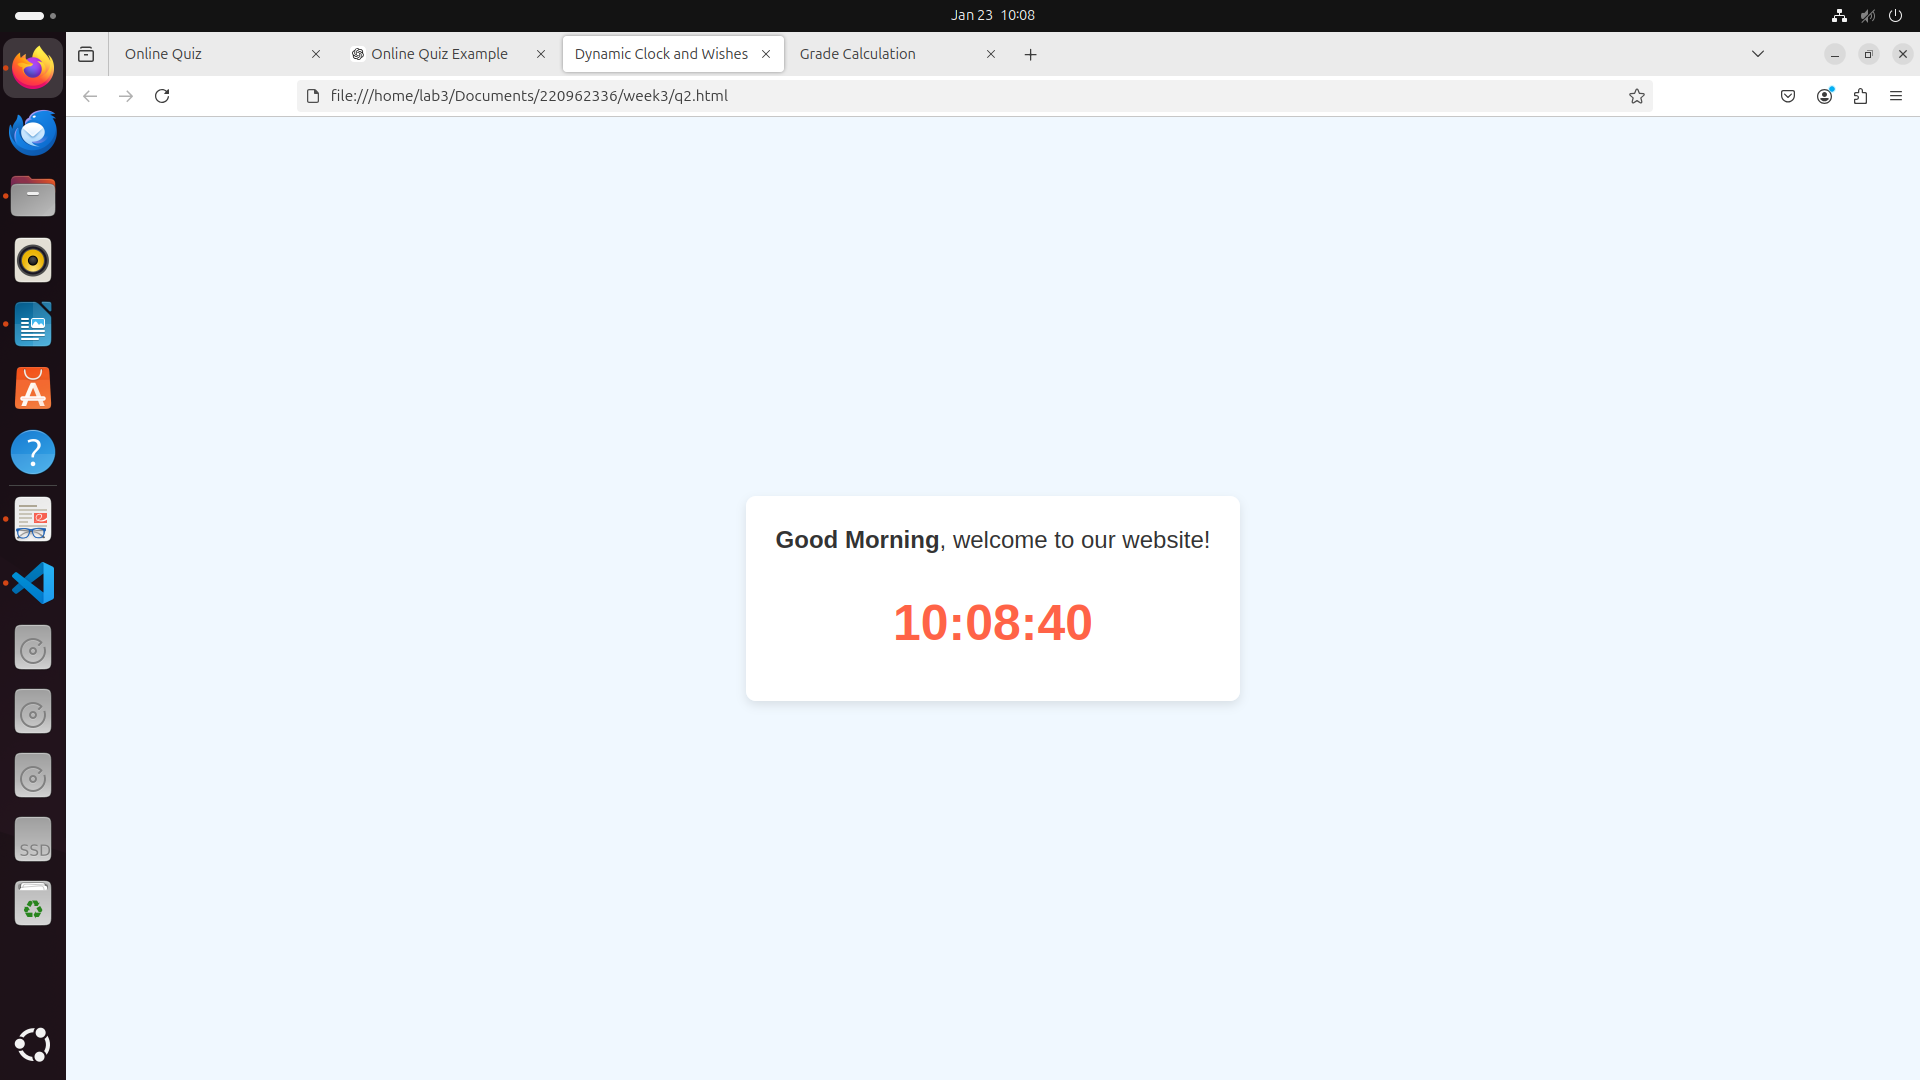 Jan 23 10:08
Online Quiz
Online Quiz Example
Dynamic Clock and Wishes
Grade Calculation
file:///home/lab3/Documents/220962336/week3/q2.html
Good Morning, welcome to our website!
10:08:40
SSD